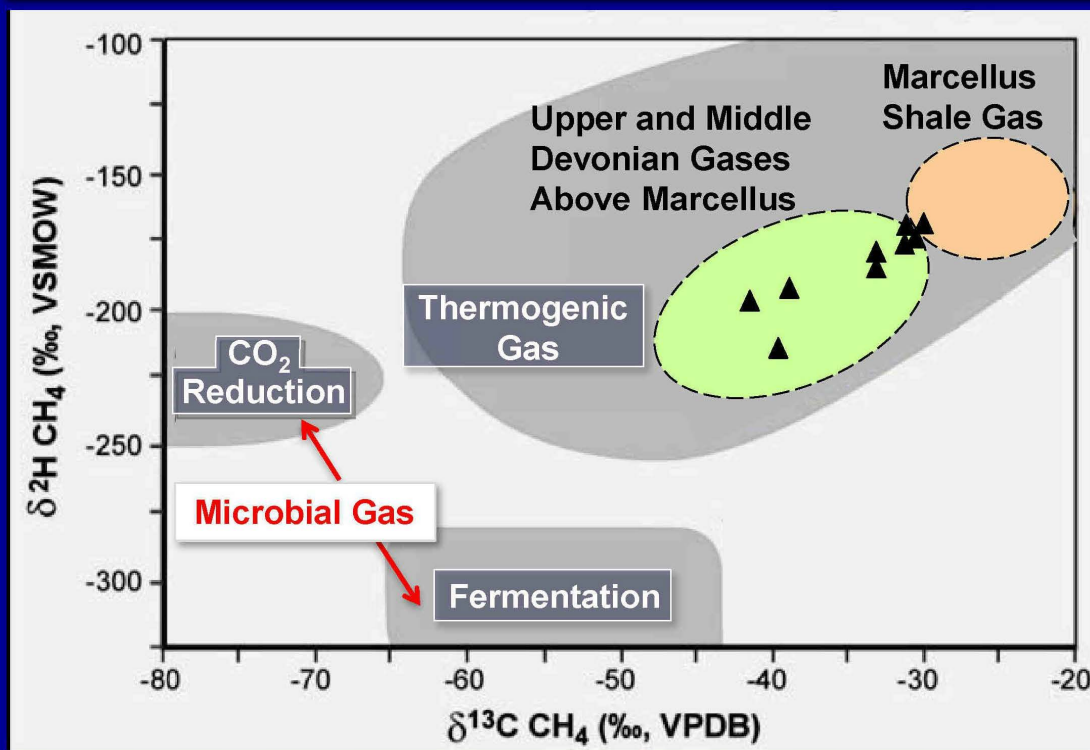 -100
-150
-200
-250
-300
δ²H CH₄ (‰, VSMOW)
Marcellus
Shale Gas
Upper and Middle
Devonian Gases
Above Marcellus
Thermogenic
Gas
CO₂
Reduction
Microbial Gas
Fermentation
-80
-70
-60
-50
-40
-30
-20
δ¹³C CH₄ (‰, VPDB)